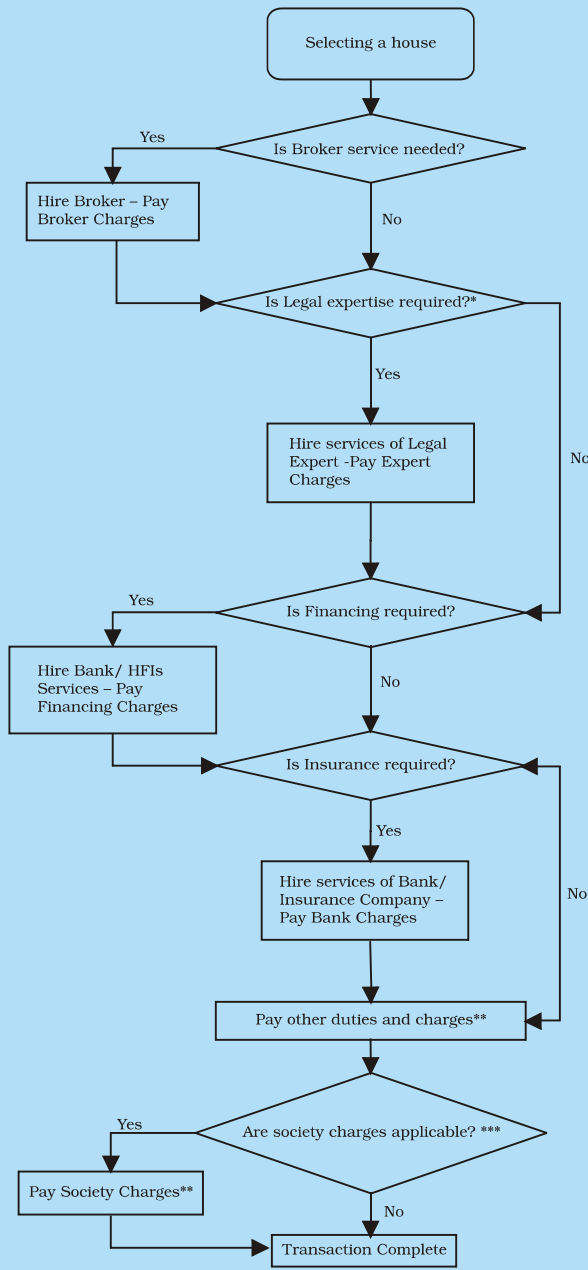 Selecting a house
Is Broker service needed?
Yes
Hire Broker – Pay
Broker Charges
No
Is Legal expertise required?*
Yes
Hire services of Legal
Expert -Pay Expert
Charges
No
Is Financing required?
Yes
Hire Bank/ HFIs
Services – Pay
Financing Charges
No
Is Insurance required?
Yes
Hire services of Bank/
Insurance Company –
Pay Bank Charges
No
Pay other duties and charges**
Are society charges applicable? ***
Yes
Pay Society Charges**
No
Transaction Complete